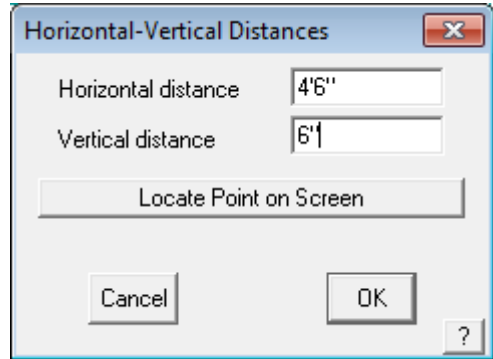 Horizontal-Vertical Distances
Horizontal distance 4'6"
Vertical distance 6"
Locate Point on Screen
Cancel OK
?